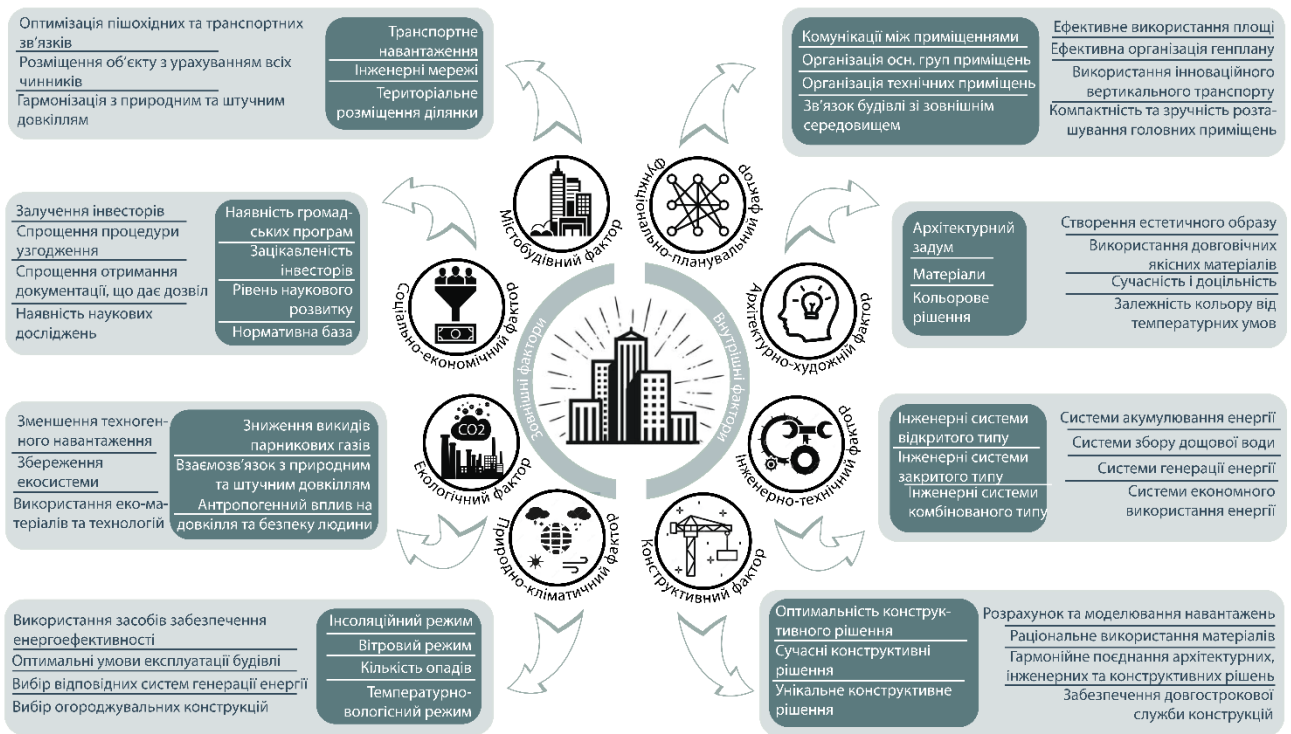 Оптимізація пішохідних та транспортних
зв'язків
Розміщення об'єкту з урахуванням всіх
чинників
Гармонізація з природним та штучним
довкіллям
Транспортне
навантаження
Інженерні мережі
Територіальне
розміщення ділянки
Комунікації між приміщеннями
Організація осн. груп приміщень
Організація технічних приміщень
Зв'язок будівлі зі зовнішнім
середовищем
Ефективне використання площі
Ефективна організація генплану
Використання інноваційного
вертикального транспорту
Компактність та зручність розта-
шування головних приміщень
Містобудівний фактор
Функціонально-планувальний фактор
Залучення інвесторів
Спрощення процедури
узгодження
Спрощення отримання
документації, що дає дозвіл
Наявність наукових
досліджень
Наявність громад-
ських програм
Зацікавленість
інвесторів
Рівень наукового
розвитку
Нормативна база
Соціально-економічний фактор
Архітектурно-художній фактор
Архітектурний
задум
Матеріали
Кольорове
рішення
Створення естетичного образу
Використання довговічних
якісних матеріалів
Сучасність і доцільність
Залежність кольору від
температурних умов
Зовнішні фактори
Внутрішні фактори
Зменшення техноген-
ного навантаження
Збереження
екосистеми
Використання еко-ма-
теріалів та технологій
Зниження викидів
парникових газів
Взаємозв'язок з природним
та штучним довкіллям
Антропогенний вплив на
довкілля та безпеку людини
CO2
Екологічний фактор
Інженерно-технічний фактор
Інженерні системи
відкритого типу
Інженерні системи
закритого типу
Інженерні системи
комбінованого типу
Системи акумулювання енергії
Системи збору дощової води
Системи генерації енергії
Системи економного
використання енергії
Природно-кліматичний фактор
Конструктивний фактор
Використання засобів забезпечення
енергоефективності
Оптимальні умови експлуатації будівлі
Вибір відповідних систем генерації енергії
Вибір огороджувальних конструкцій
Інсоляційний режим
Вітровий режим
Кількість опадів
Температурно-
вологісний режим
Оптимальність конструк-
тивного рішення
Сучасні конструктивні
рішення
Унікальне конструктивне
рішення
Розрахунок та моделювання навантажень
Раціональне використання матеріалів
Гармонійне поєднання архітектурних,
інженерних та конструктивних рішень
Забезпечення довгострокової
служби конструкцій